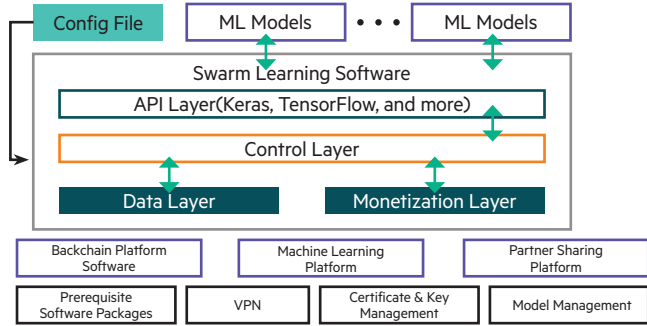 Config File
ML Models
• • •
ML Models
Swarm Learning Software
API Layer(Keras, TensorFlow, and more)
Control Layer
Data Layer
Monetization Layer
Backchain Platform
Software
Machine Learning
Platform
Partner Sharing
Platform
Prerequisite
Software Packages
VPN
Certificate & Key
Management
Model Management